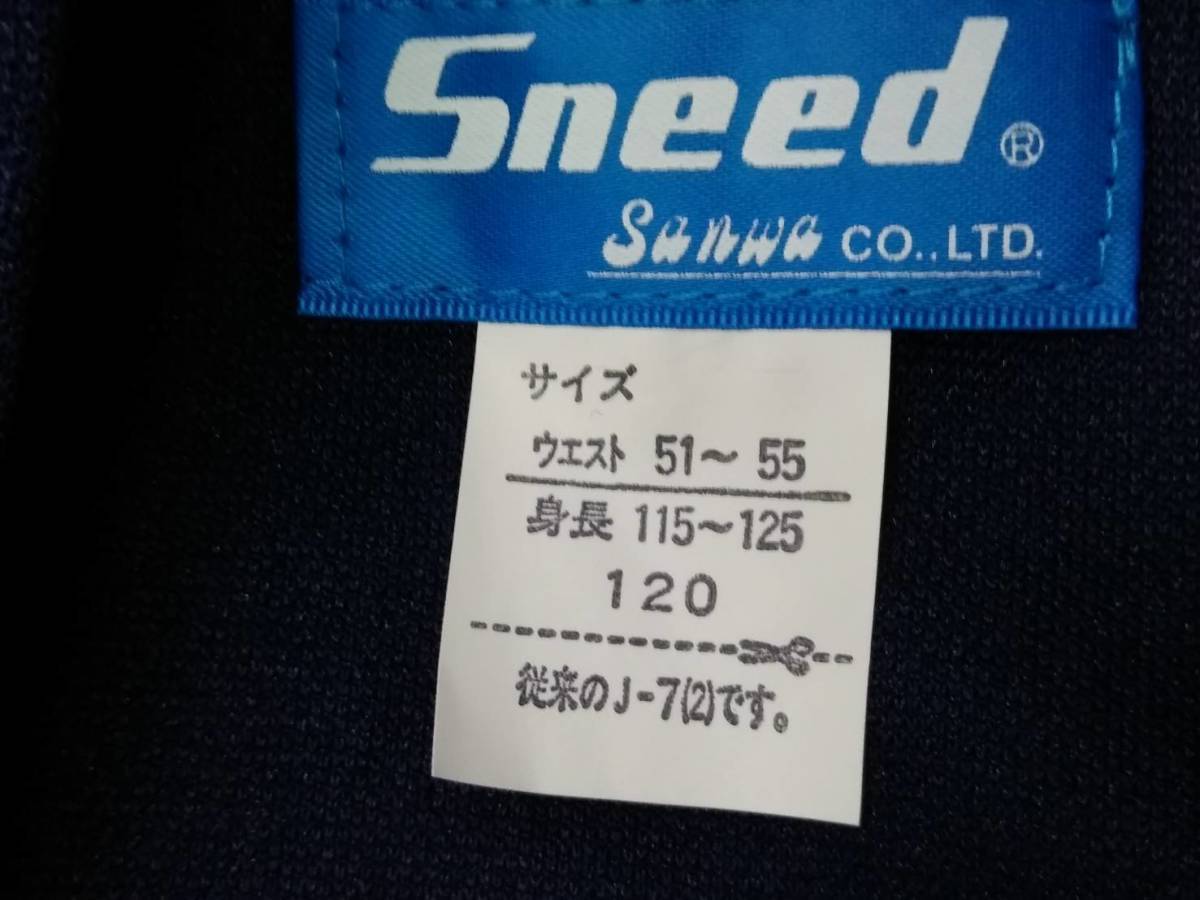 Sneed ®
Sanwa CO.,LTD.
サイズ
ウエスト 51〜55
身長 115〜125
120
従来のJ-7(2)です。